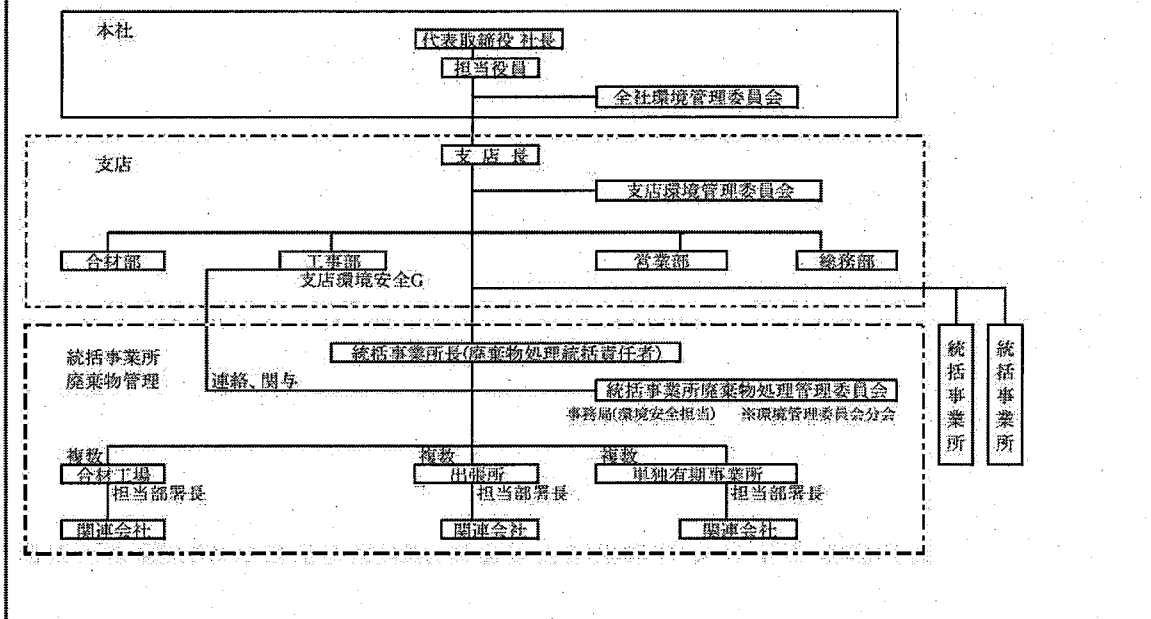 本社
代表取締役 社長
担当役員
全社環境管理委員会
支店
支 店 長
支店環境管理委員会
合材部
工事部
営業部
総務部
支店環境安全G
統括事業所
廃棄物管理
統括事業所長(廃棄物処理統括責任者)
連絡、関与
統括事業所廃棄物処理管理委員会
事務局(環境安全担当) ※環境管理委員会分会
統括事業所
統括事業所
複数
複数
複数
合材工場
出張所
単独有期事業所
担当部署長
担当部署長
担当部署長
関連会社
関連会社
関連会社